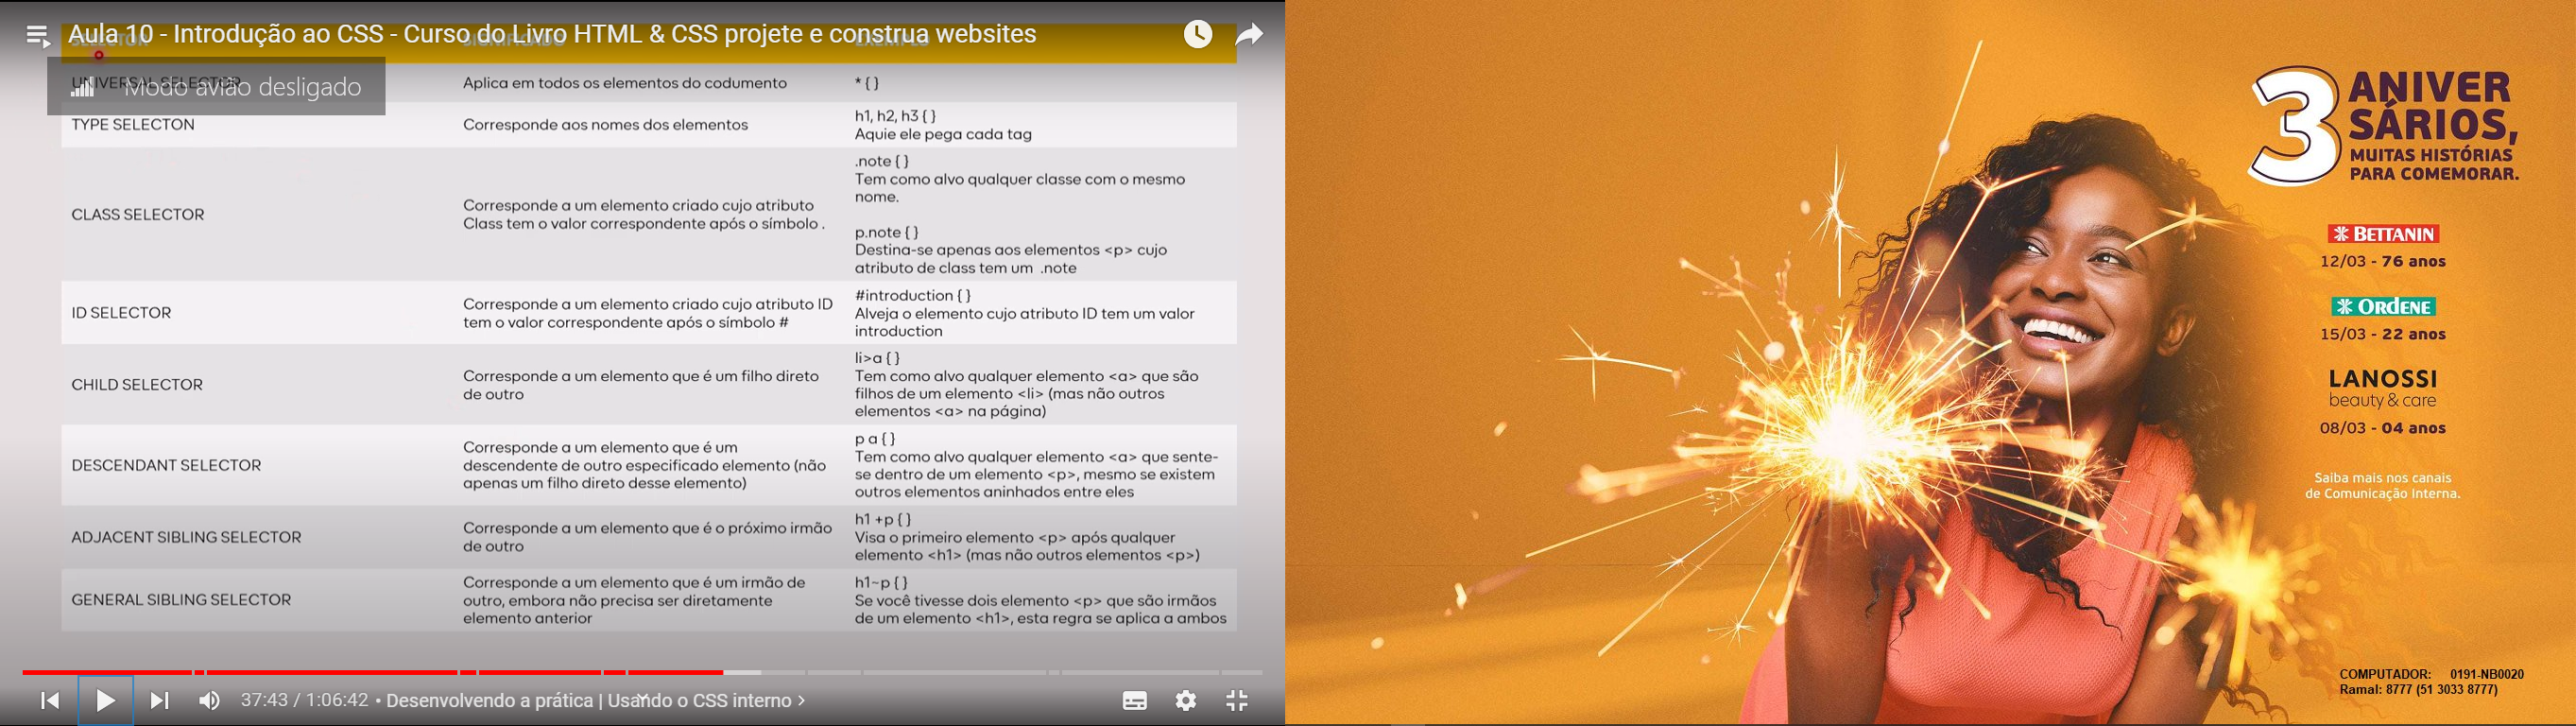 Aula 10 - Introdução ao CSS - Curso do Livro HTML & CSS projete e construa websites
SELECTOR
SIGNIFICADO
EXEMPLO
Modo avião desligado
UNIVERSAL SELECTOR
Aplica em todos os elementos do codumento
* { }
TYPE SELECTON
Corresponde aos nomes dos elementos
h1, h2, h3 { }
Aquie ele pega cada tag
CLASS SELECTOR
Corresponde a um elemento criado cujo atributo
Class tem o valor correspondente após o símbolo .
.note { }
Tem como alvo qualquer classe com o mesmo
nome.
p.note { }
Destina-se apenas aos elementos <p> cujo
atributo de class tem um .note
ID SELECTOR
Corresponde a um elemento criado cujo atributo ID
tem o valor correspondente após o símbolo #
#introduction { }
Alveja o elemento cujo atributo ID tem um valor
introduction
CHILD SELECTOR
Corresponde a um elemento que é um filho direto
de outro
li>a { }
Tem como alvo qualquer elemento <a> que são
filhos de um elemento <li> (mas não outros
elementos <a> na página)
DESCENDANT SELECTOR
Corresponde a um elemento que é um
descendente de outro especificado elemento (não
apenas um filho direto desse elemento)
p a { }
Tem como alvo qualquer elemento <a> que sente-
se dentro de um elemento <p>, mesmo se existem
outros elementos aninhados entre eles
ADJACENT SIBLING SELECTOR
Corresponde a um elemento que é o próximo irmão
de outro
h1 +p { }
Visa o primeiro elemento <p> após qualquer
elemento <h1> (mas não outros elementos <p>)
GENERAL SIBLING SELECTOR
Corresponde a um elemento que é um irmão de
outro, embora não precisa ser diretamente
elemento anterior
h1~p { }
Se você tivesse dois elemento <p> que são irmãos
de um elemento <h1>, esta regra se aplica a ambos
37:43 / 1:06:42 • Desenvolvendo a prática | Usando o CSS interno >
3 ANIVER
SÁRIOS,
MUITAS HISTÓRIAS
PARA COMEMORAR.
BETTANIN
12/03 - 76 anos
ORDENE
15/03 - 22 anos
LANOSSI
beauty & care
08/03 - 04 anos
Saiba mais nos canais
de Comunicação Interna.
COMPUTADOR: 0191-NB0020
Ramal: 8777 (51 3033 8777)